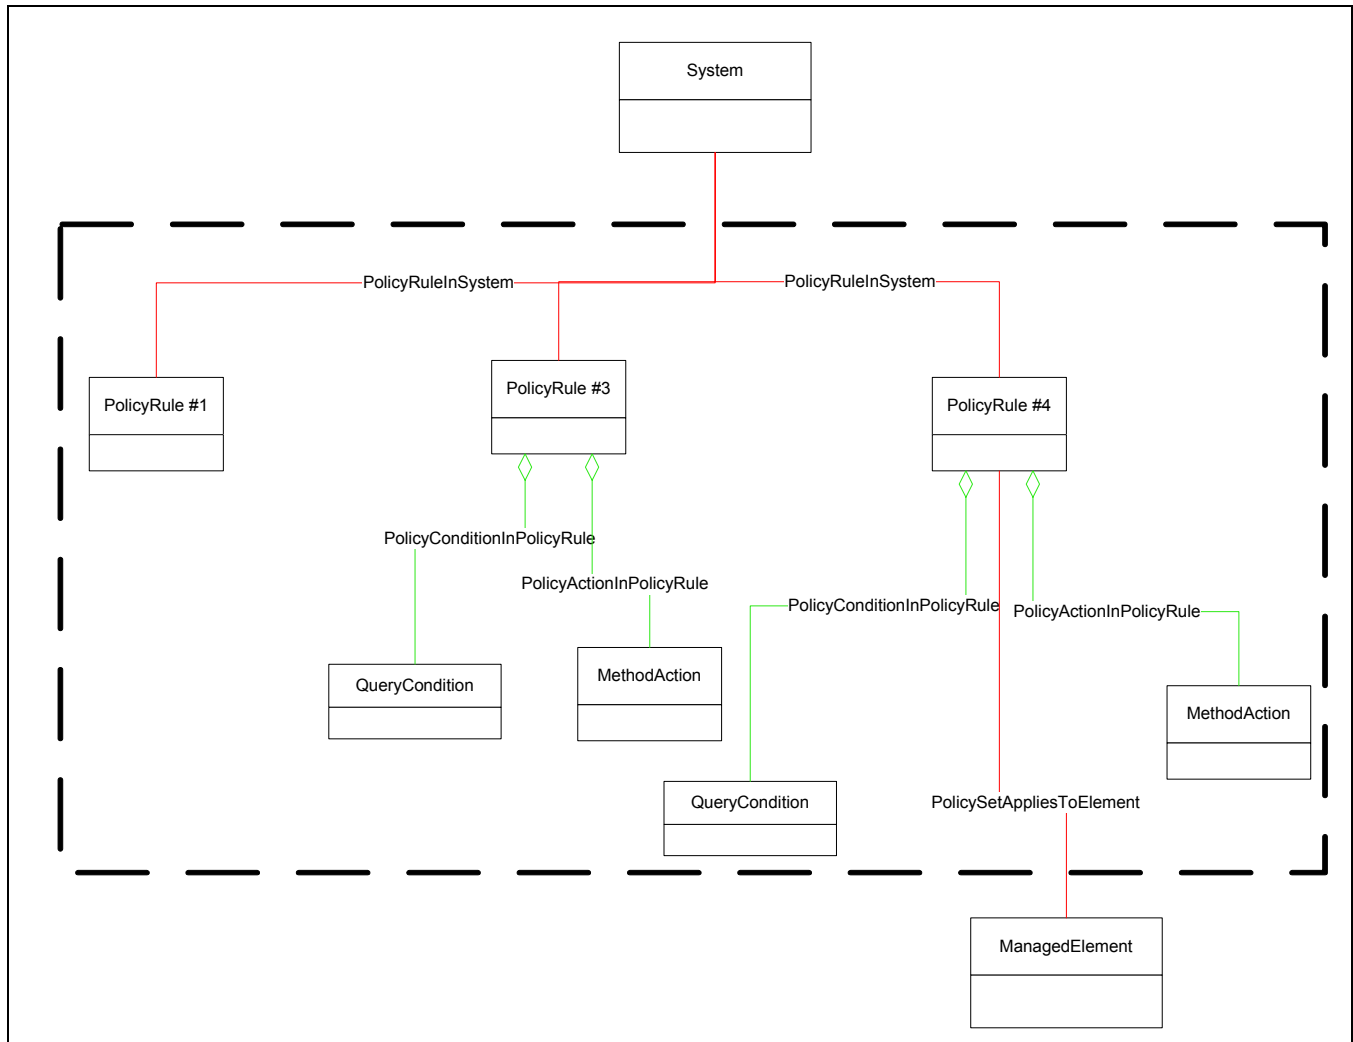 System
PolicyRuleInSystem
PolicyRuleInSystem
PolicyRule #1
PolicyRule #3
PolicyRule #4
PolicyConditionInPolicyRule
PolicyActionInPolicyRule
PolicyConditionInPolicyRule
PolicyActionInPolicyRule
QueryCondition
MethodAction
MethodAction
QueryCondition
PolicySetAppliesToElement
ManagedElement